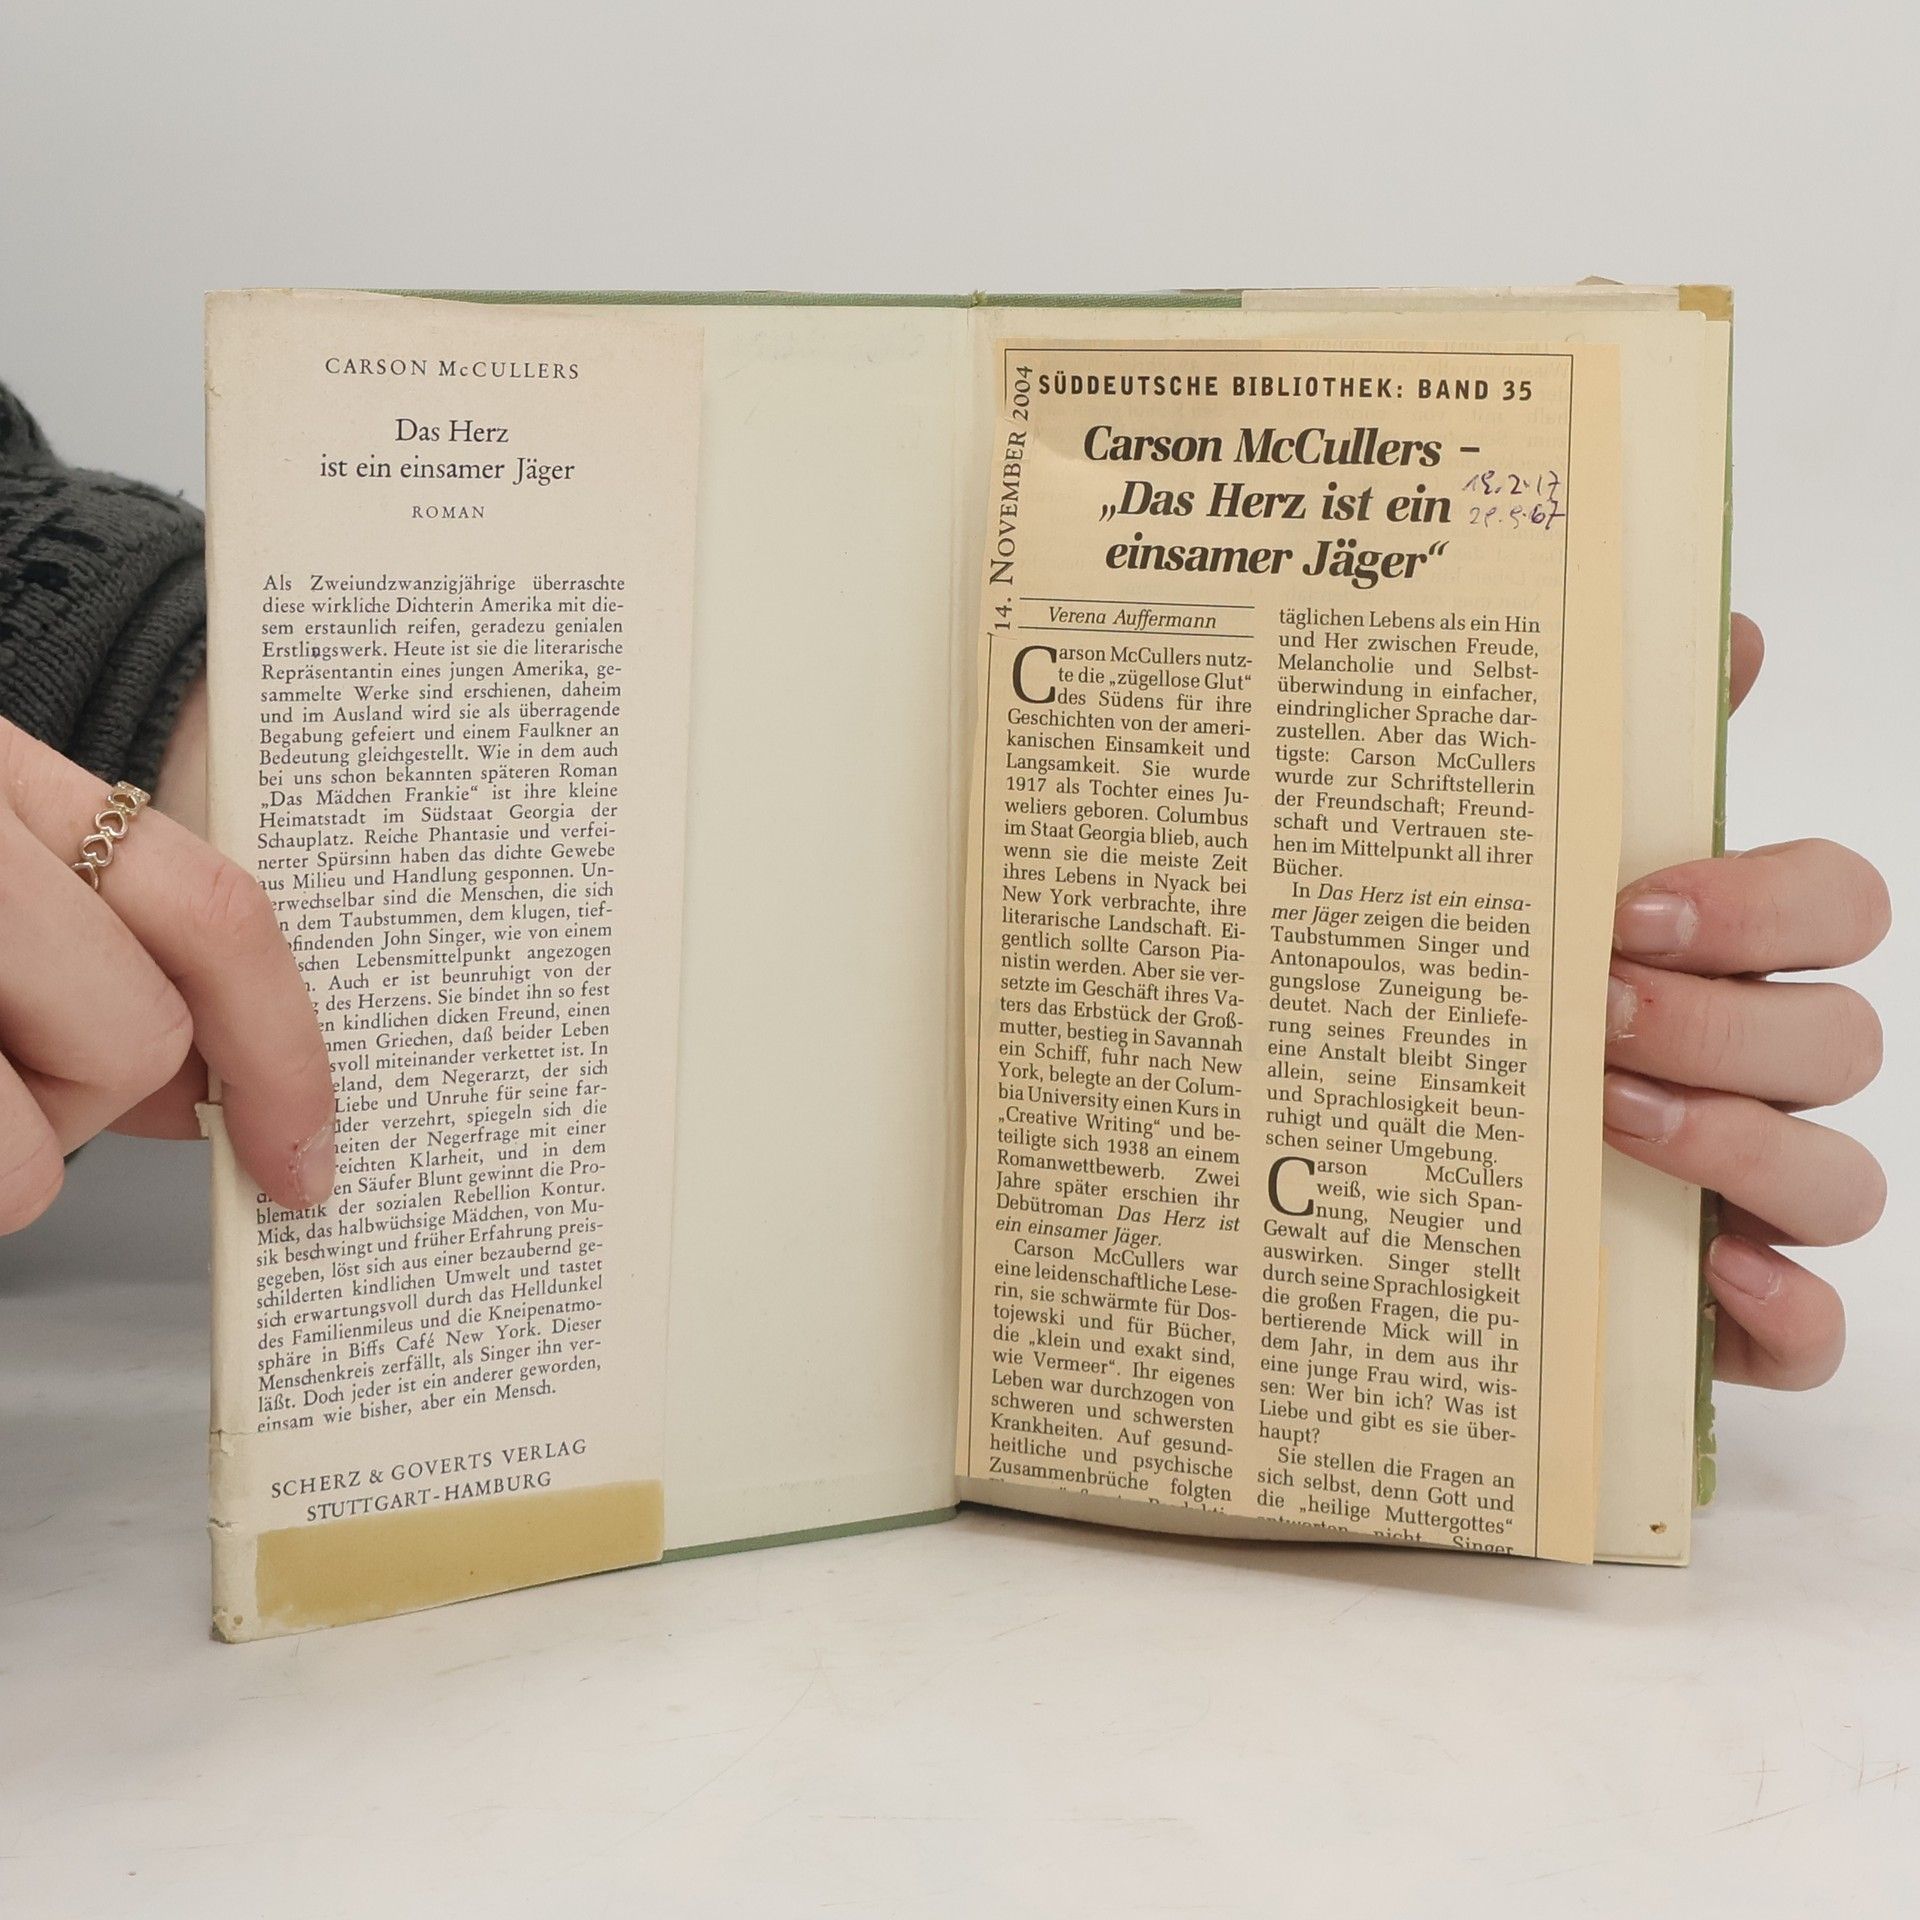 CARSON McCULLERS
Das Herz
ist ein einsamer Jäger
ROMAN
Als Zweiundzwanzigjährige überraschte
diese wirkliche Dichterin Amerika mit die-
sem erstaunlich reifen, geradezu genialen
Erstlingswerk. Heute ist sie die literarische
Repräsentantin eines jungen Amerika, ge-
sammelte Werke sind erschienen, daheim
und im Ausland wird sie als überragende
Begabung gefeiert und einem Faulkner an
Bedeutung gleichgestellt. Wie in dem auch
bei uns schon bekannten späteren Roman
„Das Mädchen Frankie“ ist ihre kleine
Heimatstadt im Südstaat Georgia der
Schauplatz. Reiche Phantasie und verfei-
nerter Spürsinn haben das dichte Gewebe
aus Milieu und Handlung gesponnen. Un-
erwechselbar sind die Menschen, die sich
n dem Taubstummen, dem klugen, tief-
pfindenden John Singer, wie von einem
ischen Lebensmittelpunkt angezogen
n. Auch er ist beunruhigt von der
g des Herzens. Sie bindet ihn so fest
en kindlichen dicken Freund, einen
mmen Griechen, daß beider Leben
svoll miteinander verkettet ist. In
eland, dem Negerarzt, der sich
Liebe und Unruhe für seine far-
üder verzehrt, spiegeln sich die
heiten der Negerfrage mit einer
reichten Klarheit, und in dem
en Säufer Blunt gewinnt die Pro-
blematik der sozialen Rebellion Kontur.
Mick, das halbwüchsige Mädchen, von Mu-
sik beschwingt und früher Erfahrung preis-
gegeben, löst sich aus einer bezaubernd ge-
schilderten kindlichen Umwelt und tastet
sich erwartungsvoll durch das Helldunkel
des Familienmileus und die Kneipenatmo-
sphäre in Biffs Café New York. Dieser
Menschenkreis zerfällt, als Singer ihn ver-
läßt. Doch jeder ist ein anderer geworden,
einsam wie bisher, aber ein Mensch.
SCHERZ & GOVERTS VERLAG
STUTTGART-HAMBURG
14. NOVEMBER 2004
SÜDDEUTSCHE BIBLIOTHEK: BAND 35
Carson McCullers –
„Das Herz ist ein
einsamer Jäger“
19.2.17
29.9.67
Verena Auffermann
Carson McCullers nutz-
te die „zügellose Glut“
des Südens für ihre
Geschichten von der ameri-
kanischen Einsamkeit und
Langsamkeit. Sie wurde
1917 als Tochter eines Ju-
weliers geboren. Columbus
im Staat Georgia blieb, auch
wenn sie die meiste Zeit
ihres Lebens in Nyack bei
New York verbrachte, ihre
literarische Landschaft. Ei-
gentlich sollte Carson Pia-
nistin werden. Aber sie ver-
setzte im Geschäft ihres Va-
ters das Erbstück der Groß-
mutter, bestieg in Savannah
ein Schiff, fuhr nach New
York, belegte an der Colum-
bia University einen Kurs in
„Creative Writing“ und be-
teiligte sich 1938 an einem
Romanwettbewerb. Zwei
Jahre später erschien ihr
Debütroman Das Herz ist
ein einsamer Jäger.
Carson McCullers war
eine leidenschaftliche Lese-
rin, sie schwärmte für Dos-
tojewski und für Bücher,
die „klein und exakt sind,
wie Vermeer“. Ihr eigenes
Leben war durchzogen von
schweren und schwersten
Krankheiten. Auf gesund-
heitliche und psychische
Zusammenbrüche folgten
täglichen Lebens als ein Hin
und Her zwischen Freude,
Melancholie und Selbst-
überwindung in einfacher,
eindringlicher Sprache dar-
zustellen. Aber das Wich-
tigste: Carson McCullers
wurde zur Schriftstellerin
der Freundschaft; Freund-
schaft und Vertrauen ste-
hen im Mittelpunkt all ihrer
Bücher.
In Das Herz ist ein einsa-
mer Jäger zeigen die beiden
Taubstummen Singer und
Antonapoulos, was bedin-
gungslose Zuneigung be-
deutet. Nach der Einliefe-
rung seines Freundes in
eine Anstalt bleibt Singer
allein, seine Einsamkeit
und Sprachlosigkeit beun-
ruhigt und quält die Men-
schen seiner Umgebung.
Carson McCullers
weiß, wie sich Span-
nung, Neugier und
Gewalt auf die Menschen
auswirken. Singer stellt
durch seine Sprachlosigkeit
die großen Fragen, die pu-
bertierende Mick will in
dem Jahr, in dem aus ihr
eine junge Frau wird, wis-
sen: Wer bin ich? Was ist
Liebe und gibt es sie über-
haupt?
Sie stellen die Fragen an
sich selbst, denn Gott und
die „heilige Muttergottes“
antworten nicht. Singer